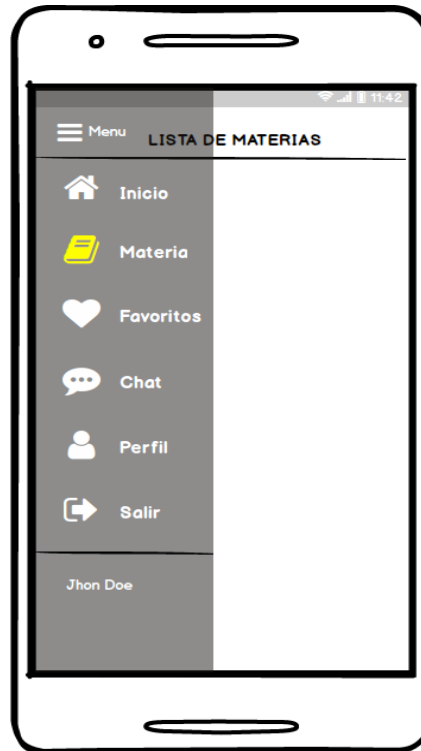 11:42
Menu
LISTA DE MATERIAS
Inicio
Materia
Favoritos
Chat
Perfil
Salir
Jhon Doe